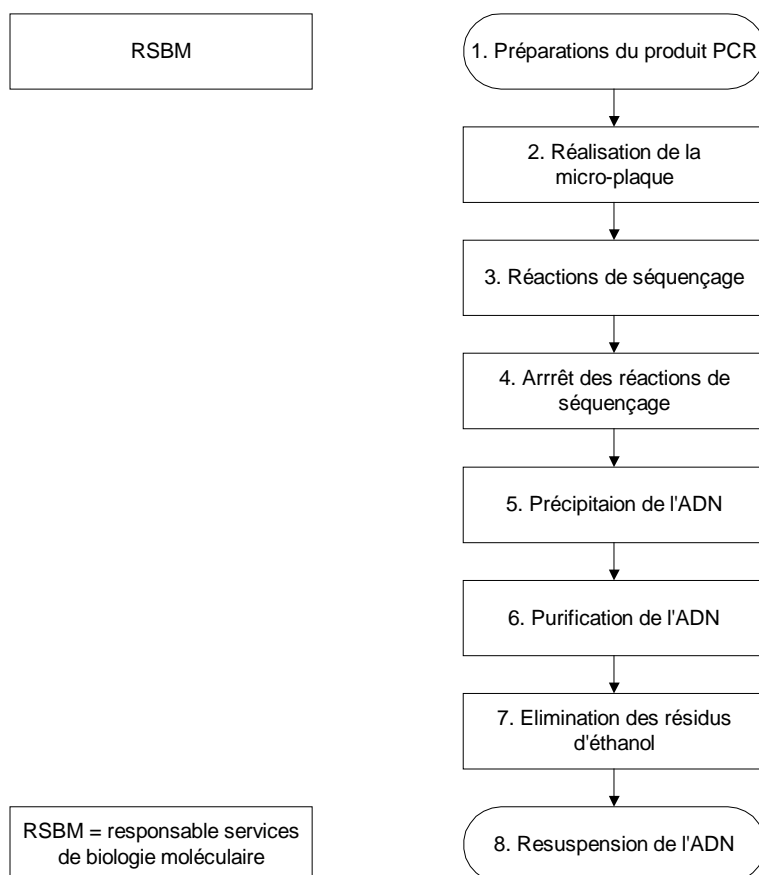 RSBM
1. Préparations du produit PCR
2. Réalisation de la
micro-plaque
3. Réactions de séquençage
4. Arrrêt des réactions de
séquençage
5. Précipitaion de l'ADN
6. Purification de l'ADN
7. Elimination des résidus
d'éthanol
RSBM = responsable services
de biologie moléculaire
8. Resuspension de l'ADN